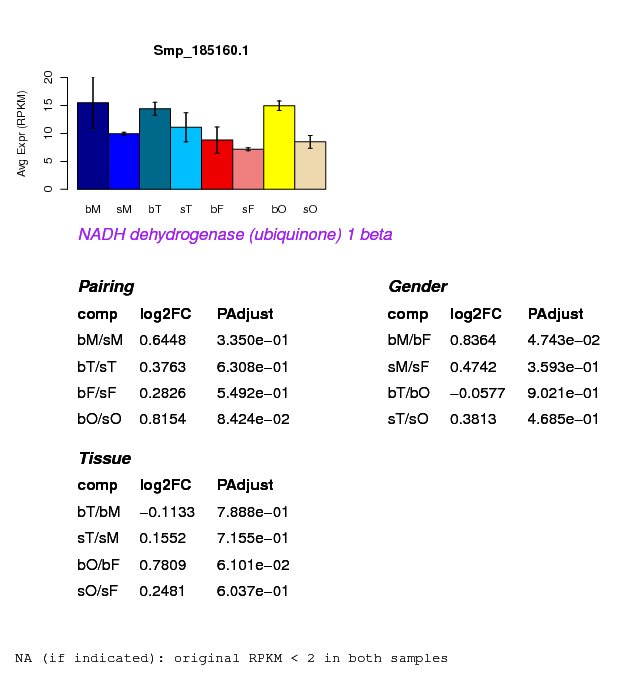 Smp_185160.1
Avg Expr (RPKM)
20
15
10
5
0
bM sM bT sT bF sF bO sO
NADH dehydrogenase (ubiquinone) 1 beta
Pairing
comp log2FC PAdjust
bM/sM 0.6448 3.350e−01
bT/sT 0.3763 6.308e−01
bF/sF 0.2826 5.492e−01
bO/sO 0.8154 8.424e−02
Gender
comp log2FC PAdjust
bM/bF 0.8364 4.743e−02
sM/sF 0.4742 3.593e−01
bT/bO −0.0577 9.021e−01
sT/sO 0.3813 4.685e−01
Tissue
comp log2FC PAdjust
bT/bM −0.1133 7.888e−01
sT/sM 0.1552 7.155e−01
bO/bF 0.7809 6.101e−02
sO/sF 0.2481 6.037e−01
NA (if indicated): original RPKM < 2 in both samples